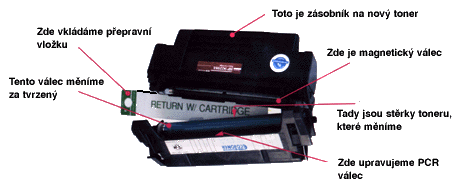 Toto je zásobník na nový toner
Zde vkládáme přepravní
vložku
Zde je magnetický válec
Tento válec měníme
za tvrzený
RETURN W/ CARTRIDGE
Tady jsou stěrky toneru,
které měníme
Zde upravujeme PCR
válec